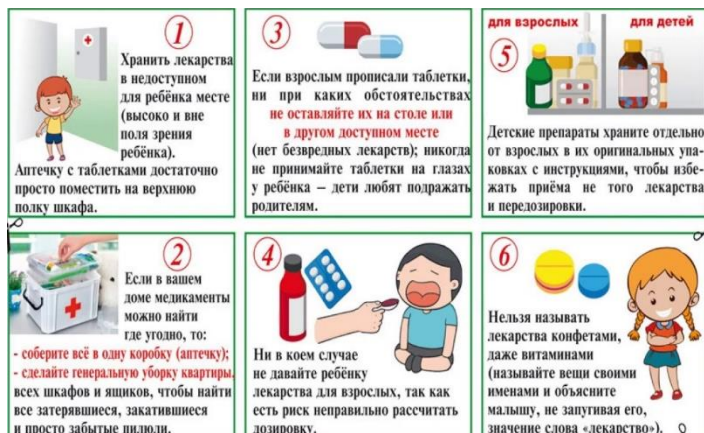 1
Хранить лекарства
в недоступном
для ребёнка месте
(высоко и вне
поля зрения
ребёнка).
Аптечку с таблетками достаточно
просто поместить на верхнюю
полку шкафа.
2
Если в вашем
доме медикаменты
можно найти
где угодно, то:
- соберите всё в одну коробку (аптечку);
- сделайте генеральную уборку квартиры,
всех шкафов и ящиков, чтобы найти
все затерявшиеся, закатившиеся
и просто забытые пилюли.
3
Если взрослым прописали таблетки,
ни при каких обстоятельствах
не оставляйте их на столе или
в другом доступном месте
(нет безвредных лекарств); никогда
не принимайте таблетки на глазах
у ребёнка – дети любят подражать
родителям.
4
Ни в коем случае
не давайте ребёнку
лекарства для взрослых, так как
есть риск неправильно рассчитать
дозировку.
для взрослых
для детей
5
Детские препараты храните отдельно
от взрослых в их оригинальных упа-
ковках с инструкциями, чтобы избе-
жать приёма не того лекарства
и передозировки.
6
Нельзя называть
лекарства конфетами,
даже витаминами
(называйте вещи своими
именами и объясните
малышу, не запугивая его,
значение слова «лекарство»).